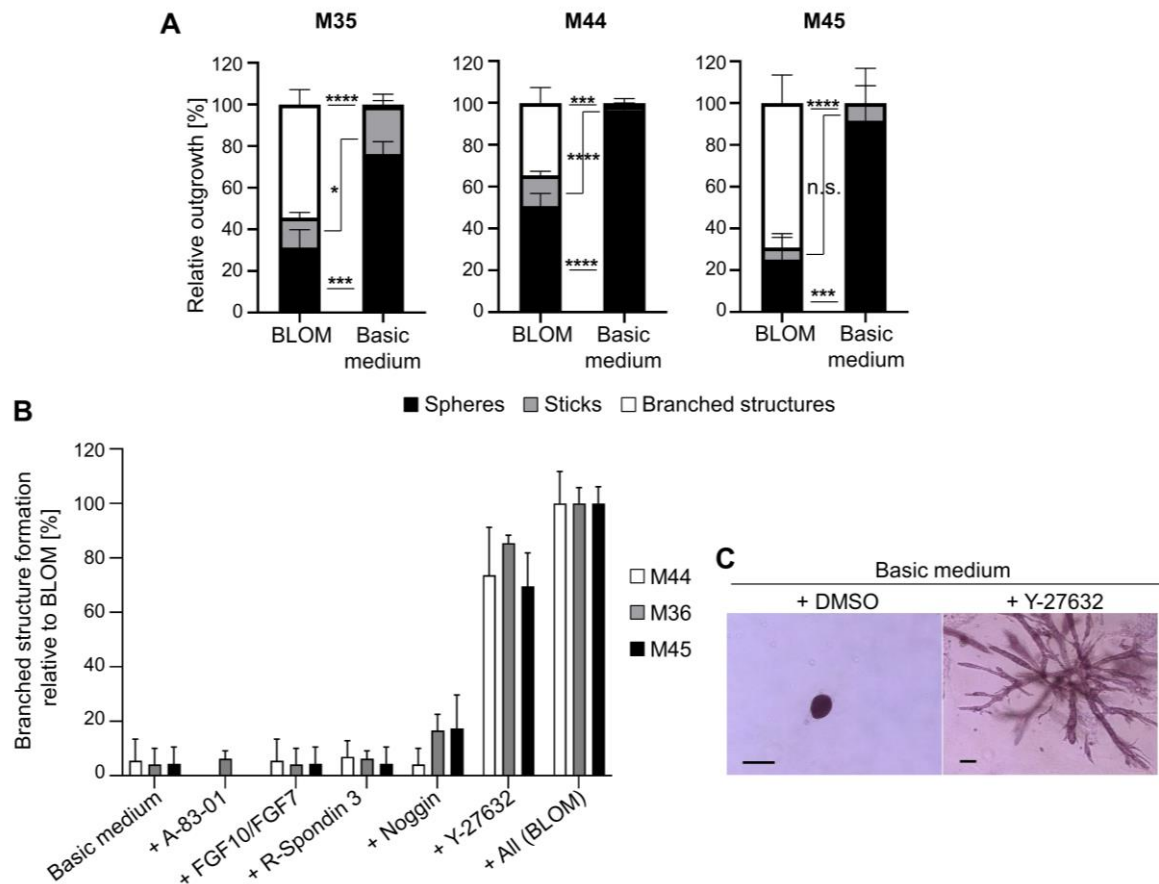 A
M35
M44
M45
Relative outgrowth [%]
120
100
80
60
40
20
0
****
*
***
BLOM
Basic
medium
120
100
80
60
40
20
0
***
****
****
BLOM
Basic
medium
120
100
80
60
40
20
0
****
n.s.
***
BLOM
Basic
medium
Spheres Sticks Branched structures
B
Branched structure formation
relative to BLOM [%]
120
100
80
60
40
20
0
Basic medium
+ A-83-01
+ FGF10/FGF7
+ R-Spondin 3
+ Noggin
+ Y-27632
+ All (BLOM)
M44
M36
M45
C
Basic medium
+ DMSO
+ Y-27632